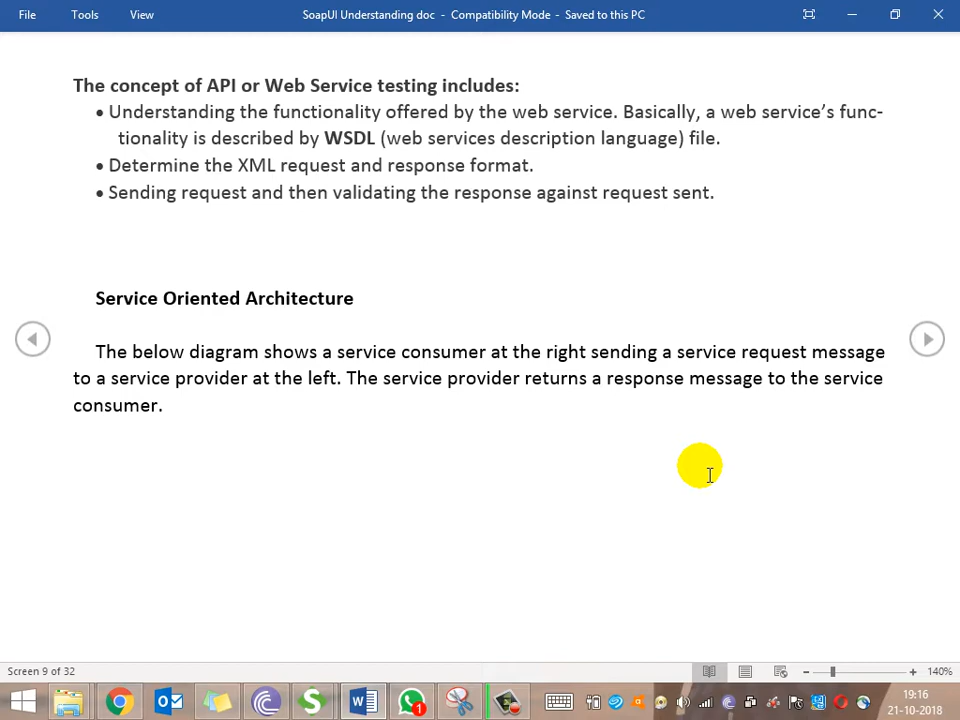 File Tools View SoapUI Understanding doc - Compatibility Mode - Saved to this PC
The concept of API or Web Service testing includes:
• Understanding the functionality offered by the web service. Basically, a web service’s func-
tionality is described by WSDL (web services description language) file.
• Determine the XML request and response format.
• Sending request and then validating the response against request sent.
Service Oriented Architecture
The below diagram shows a service consumer at the right sending a service request message
to a service provider at the left. The service provider returns a response message to the service
consumer.
Screen 9 of 32 140%
19:16
21-10-2018